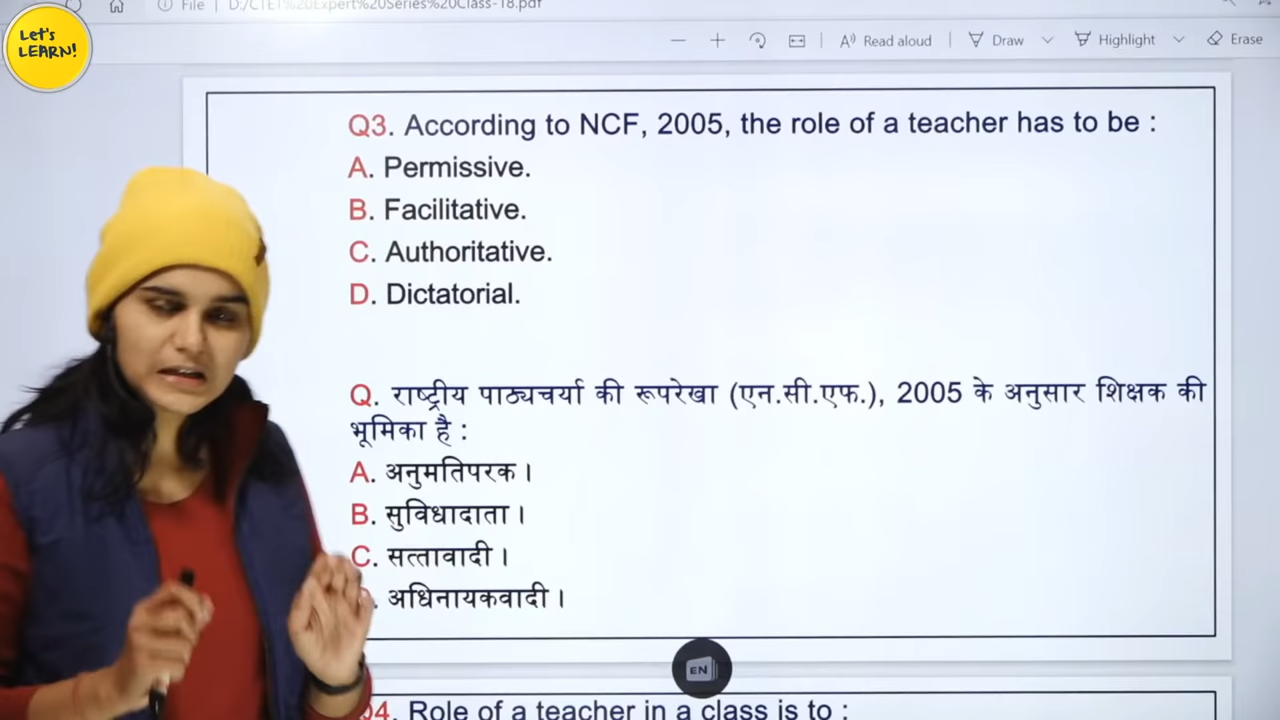 Let's
LEARN!
File | D:/CTET%20Expert%20Series%20Class-18.pdf
Read aloud | Draw Highlight Erase
Q3. According to NCF, 2005, the role of a teacher has to be :
A. Permissive.
B. Facilitative.
C. Authoritative.
D. Dictatorial.
Q. राष्ट्रीय पाठ्यचर्या की रूपरेखा (एन.सी.एफ.), 2005 के अनुसार शिक्षक की
भूमिका है :
A. अनुमतिपरक।
B. सुविधादाता।
C. सत्तावादी।
अधिनायकवादी।
EN
Q4. Role of a teacher in a class is to :